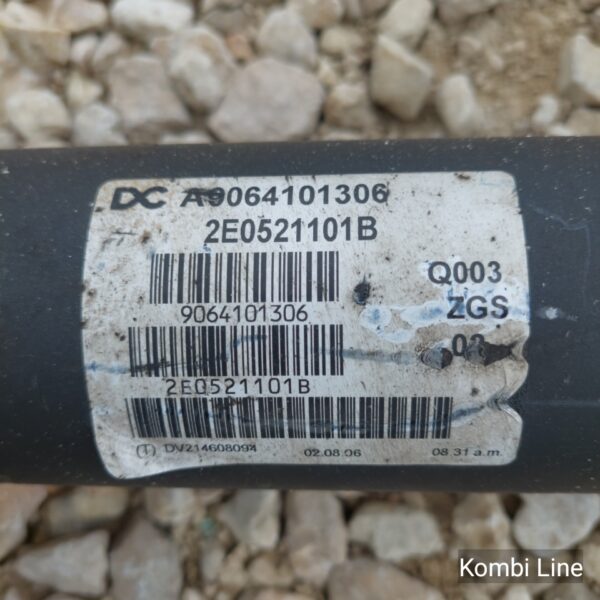 DC A9064101306
2E0521101B
Q003
9064101306
ZGS
2E0521101B
(T) DV214608094 02.08.06 08.31 a.m.
Kombi Line